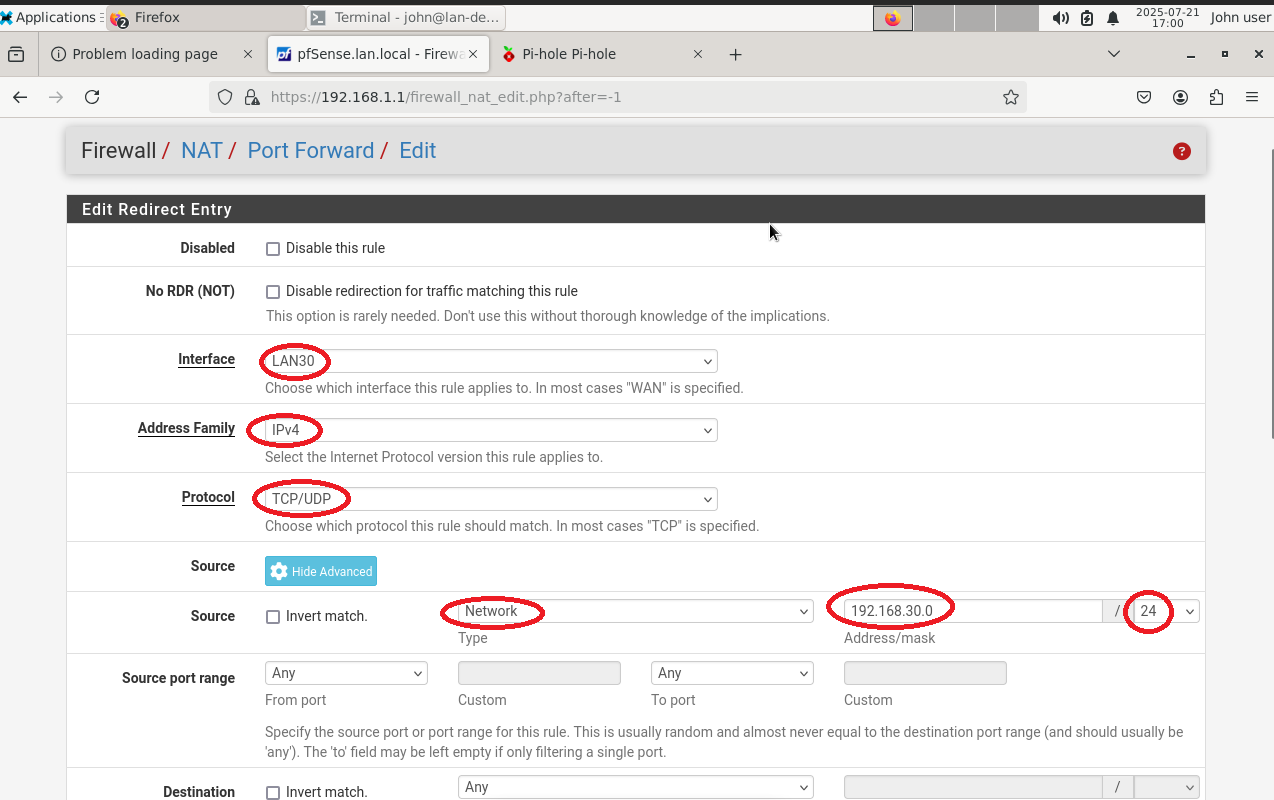 Applications Firefox Terminal - john@lan-de... 2025-07-21 John user
2 17:00
Problem loading page pfSense.lan.local - Firewa Pi-hole Pi-hole
https://192.168.1.1/firewall_nat_edit.php?after=-1
Firewall / NAT / Port Forward / Edit ?
Edit Redirect Entry
Disabled Disable this rule
No RDR (NOT) Disable redirection for traffic matching this rule
This option is rarely needed. Don't use this without thorough knowledge of the implications.
Interface LAN30
Choose which interface this rule applies to. In most cases "WAN" is specified.
Address Family IPv4
Select the Internet Protocol version this rule applies to.
Protocol TCP/UDP
Choose which protocol this rule should match. In most cases "TCP" is specified.
Source Hide Advanced
Source Invert match. Network 192.168.30.0 / 24
Type Address/mask
Source port range Any Any
From port Custom To port Custom
Specify the source port or port range for this rule. This is usually random and almost never equal to the destination port range (and should usually be
'any'). The 'to' field may be left empty if only filtering a single port.
Destination Invert match. Any /